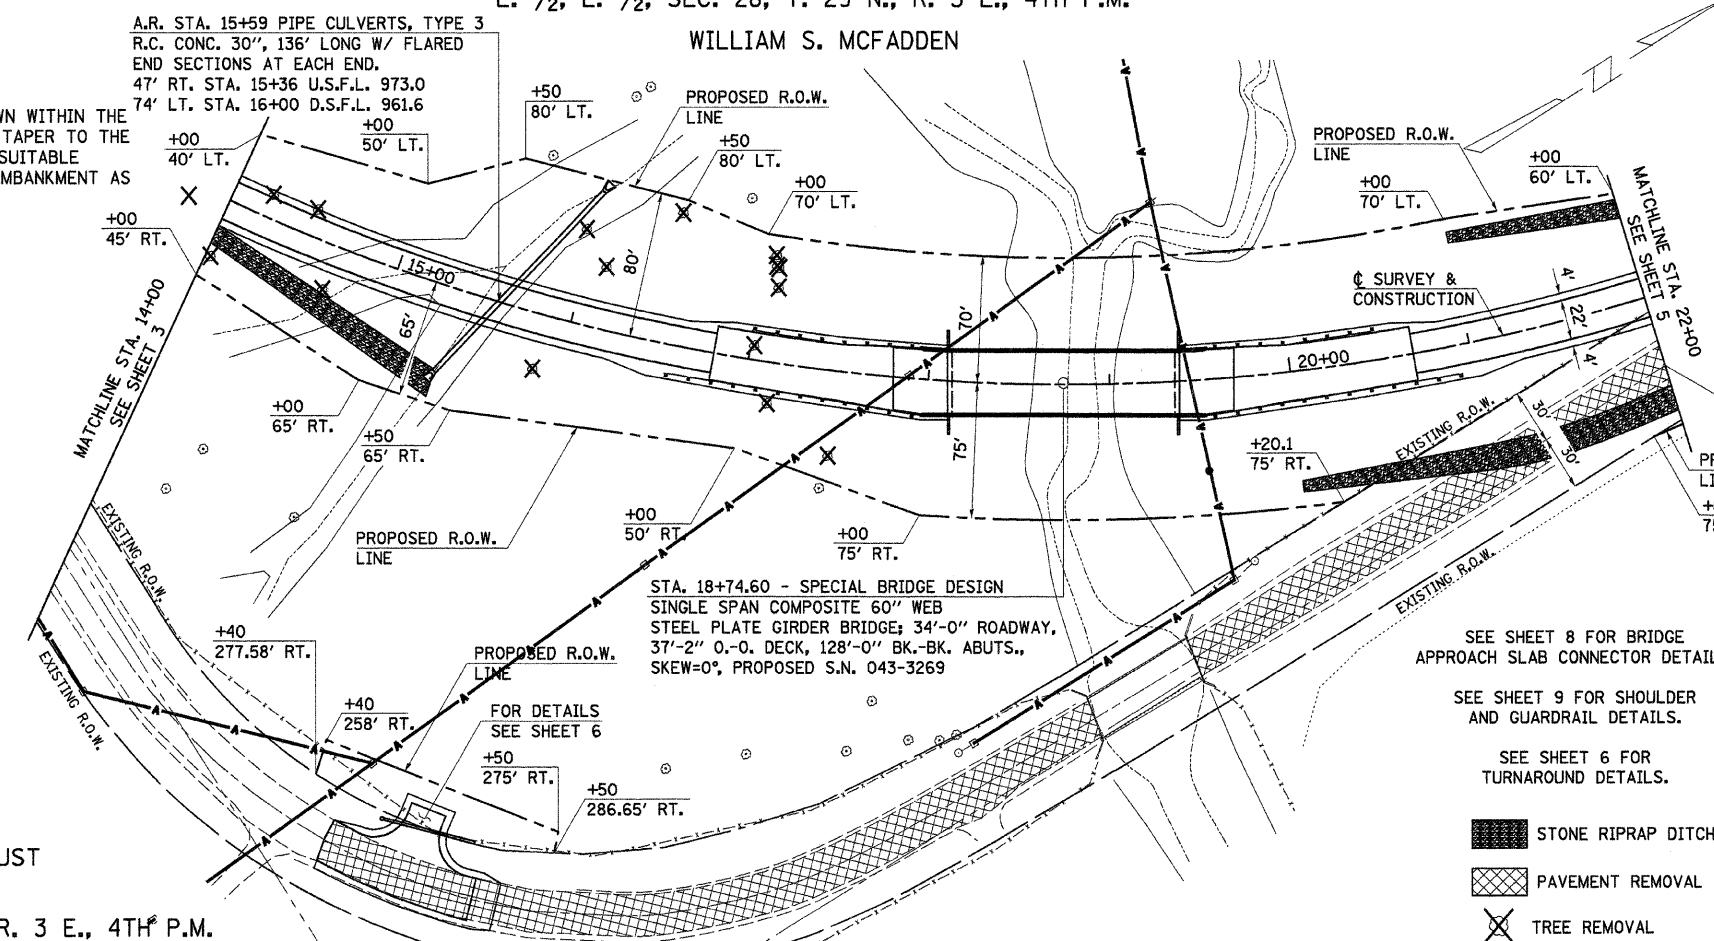 E. 1/2, E. 1/2, SEC. 28, T. 29 N., R. 3 E., 4TH P.M.
WILLIAM S. MCFADDEN
A.R. STA. 15+59 PIPE CULVERTS, TYPE 3
R.C. CONC. 30", 136' LONG W/ FLARED
END SECTIONS AT EACH END.
47' RT. STA. 15+36 U.S.F.L. 973.0
74' LT. STA. 16+00 D.S.F.L. 961.6
WITHIN THE
TAPER TO THE
SUITABLE
AS
+00
40' LT.
+00
50' LT.
+50
80' LT.
PROPOSED R.O.W.
LINE
+50
80' LT.
+00
70' LT.
PROPOSED R.O.W.
LINE
+00
70' LT.
+00
60' LT.
MATCHLINE STA. 22+00
SEE SHEET 5
+00
45' RT.
MATCHLINE STA. 14+00
SEE SHEET 3
15+00
65'
80'
70'
75'
℄ SURVEY &
CONSTRUCTION
4'
22'
4'
20+00
+00
65' RT.
+50
65' RT.
PROPOSED R.O.W.
LINE
+00
50' RT.
+00
75' RT.
+20.1
75' RT.
EXISTING R.O.W.
30'
30'
EXISTING R.O.W.
EXISTING R.O.W.
EXISTING R.O.W.
STA. 18+74.60 - SPECIAL BRIDGE DESIGN
SINGLE SPAN COMPOSITE 60" WEB
STEEL PLATE GIRDER BRIDGE; 34'-0" ROADWAY,
37'-2" O.-O. DECK, 128'-0" BK.-BK. ABUTS.,
SKEW=0°, PROPOSED S.N. 043-3269
+40
277.58' RT.
+40
258' RT.
PROPOSED R.O.W.
LINE
FOR DETAILS
SEE SHEET 6
+50
275' RT.
+50
286.65' RT.
SEE SHEET 8 FOR BRIDGE
APPROACH SLAB CONNECTOR DETAIL
SEE SHEET 9 FOR SHOULDER
AND GUARDRAIL DETAILS.
SEE SHEET 6 FOR
TURNAROUND DETAILS.
STONE RIPRAP DITCH
PAVEMENT REMOVAL
TREE REMOVAL
UST
R. 3 E., 4TH P.M.